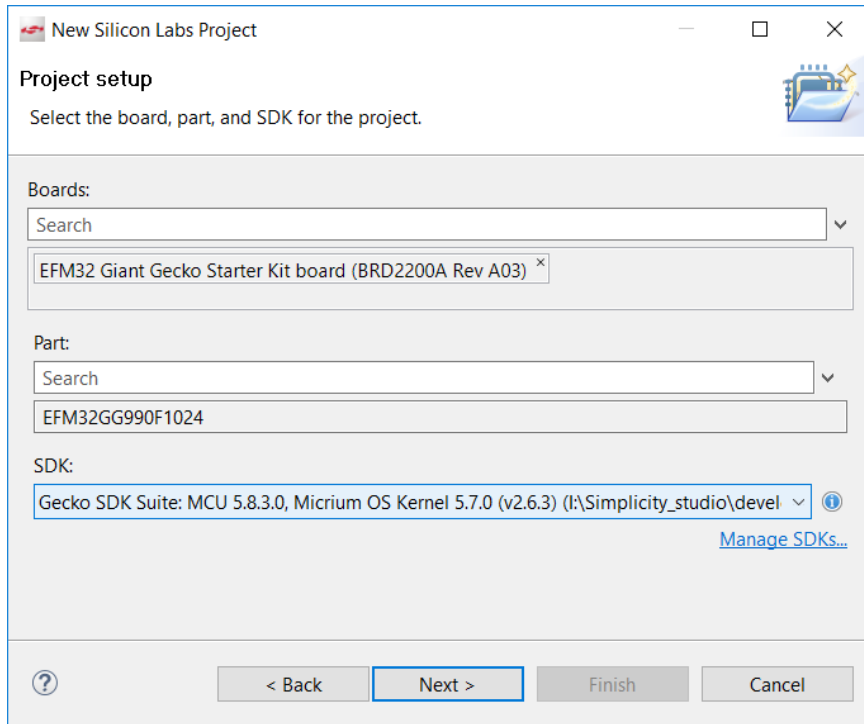 New Silicon Labs Project
Project setup
Select the board, part, and SDK for the project.
Boards:
Search
EFM32 Giant Gecko Starter Kit board (BRD2200A Rev A03) ×
Part:
Search
EFM32GG990F1024
SDK:
Gecko SDK Suite: MCU 5.8.3.0, Micrium OS Kernel 5.7.0 (v2.6.3) (I:\Simplicity_studio\devel
Manage SDKs...
?
< Back
Next >
Finish
Cancel